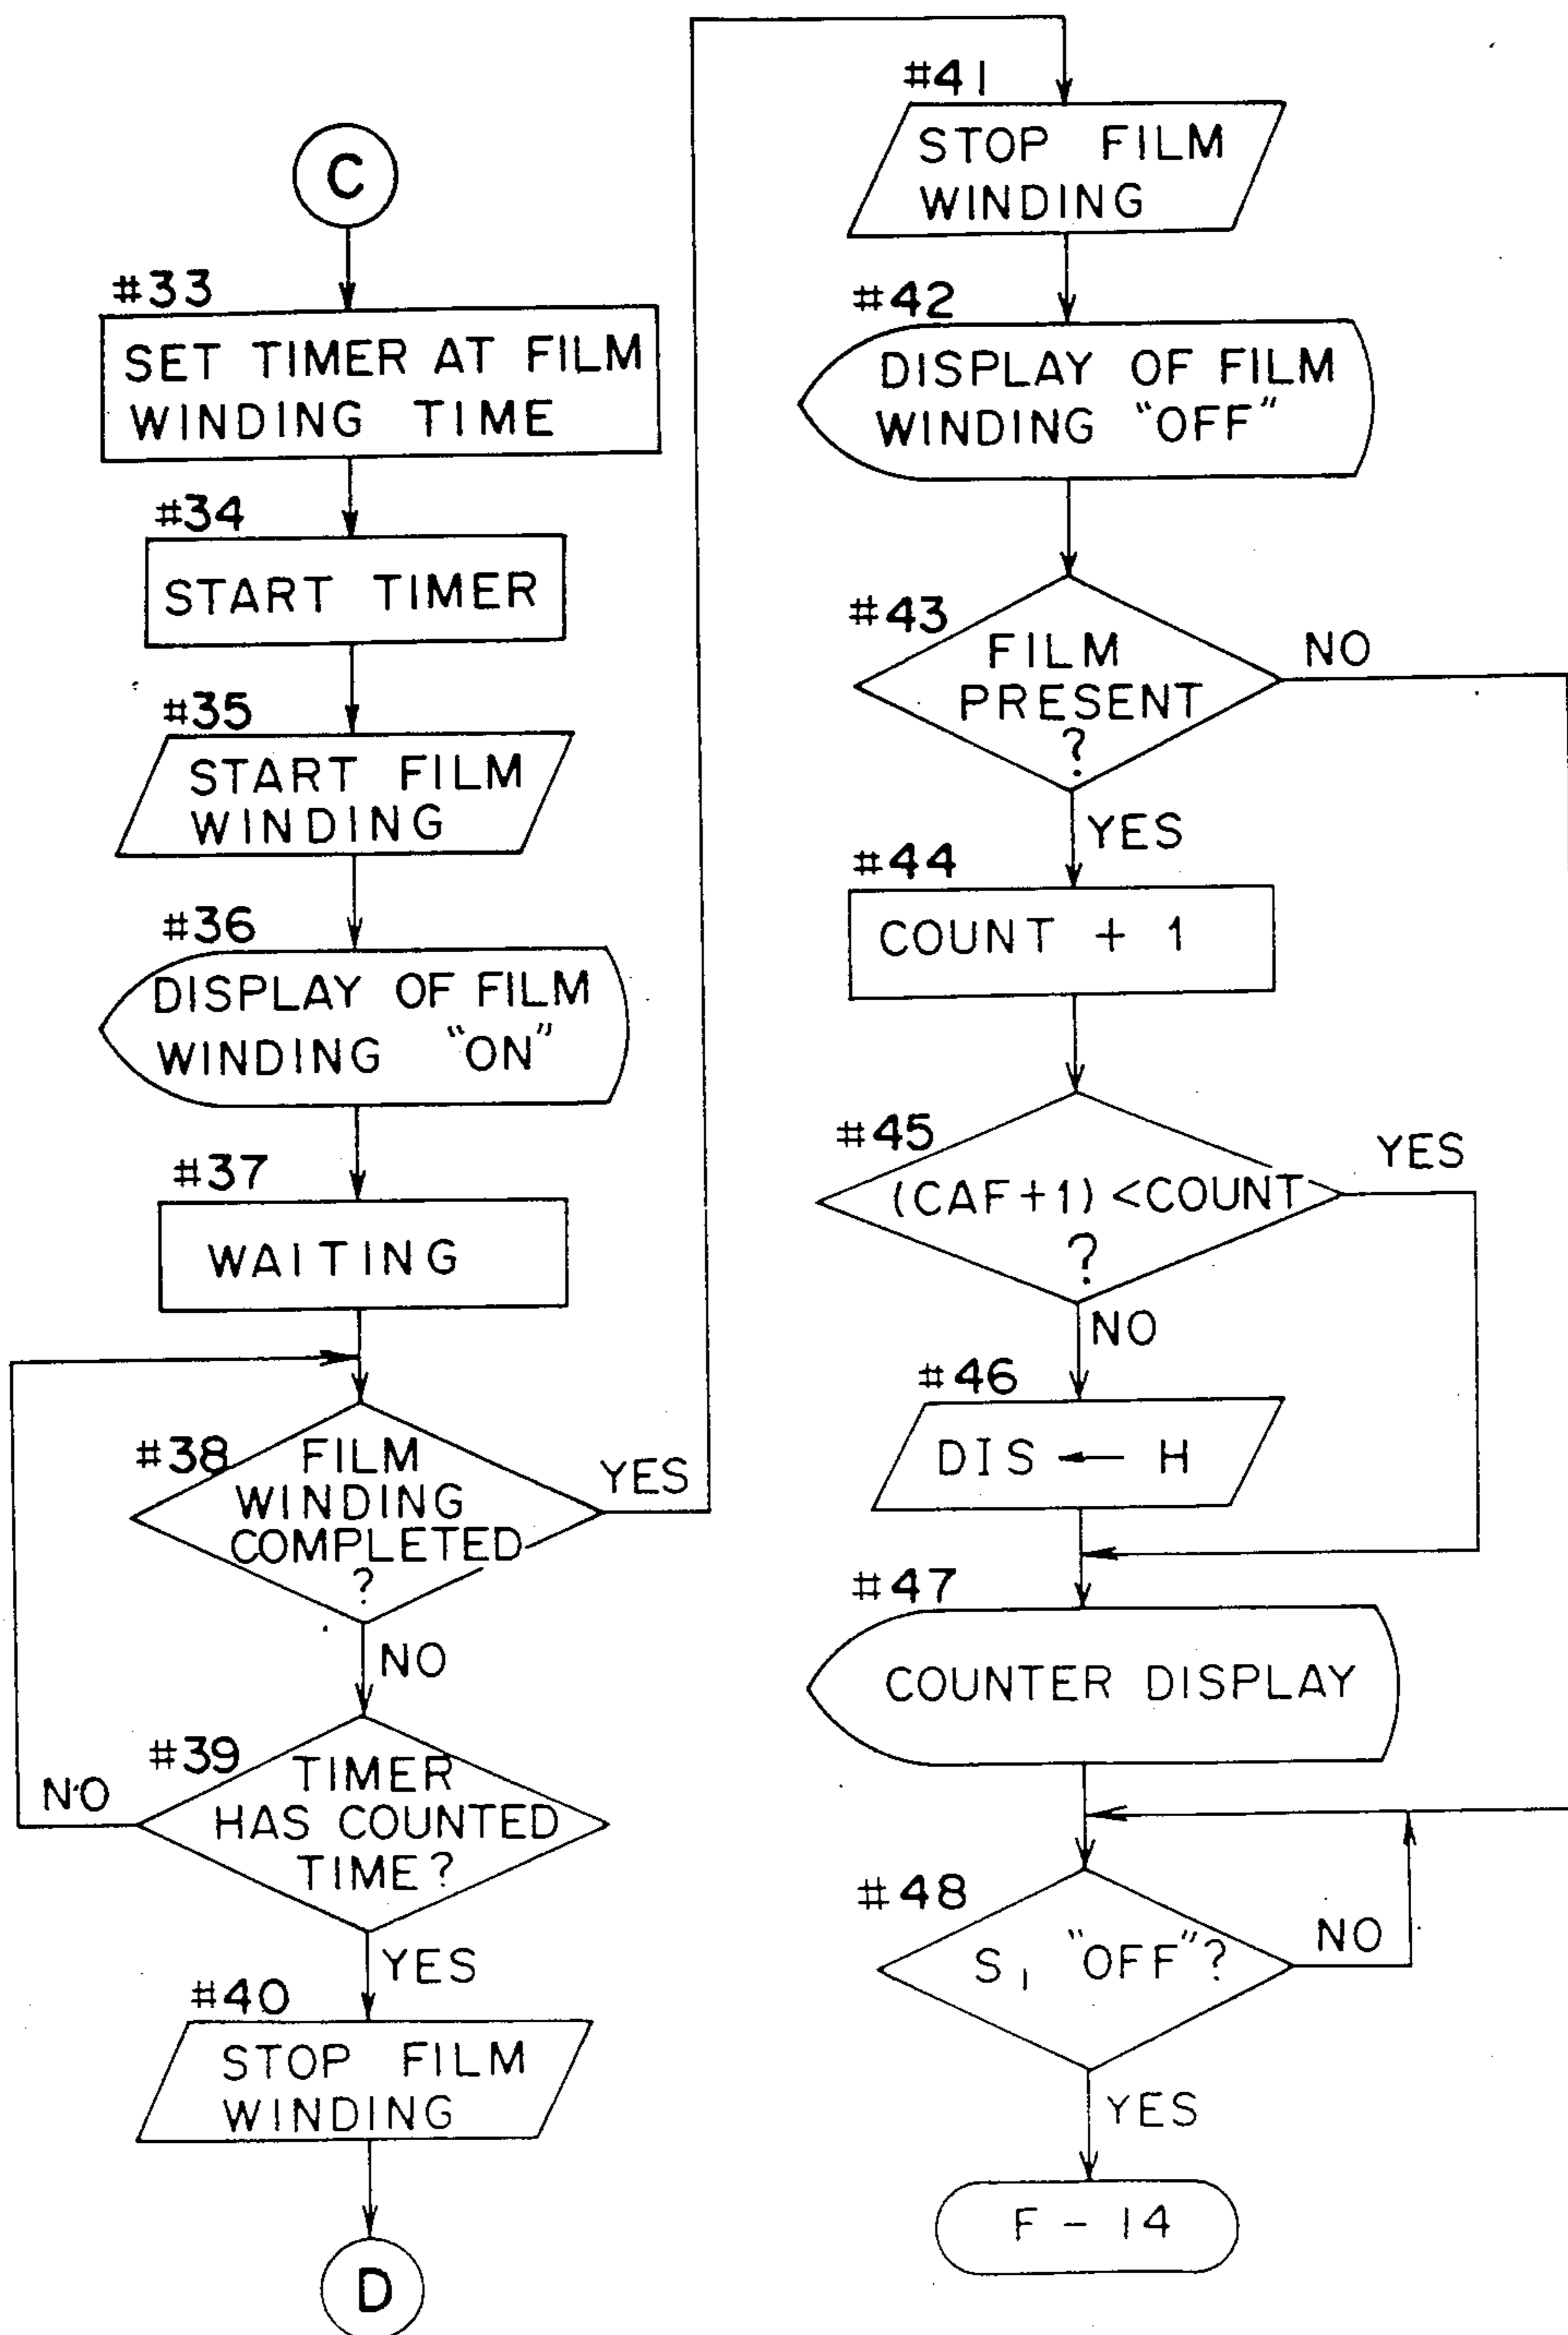 C
#33
SET TIMER AT FILM
WINDING TIME
#34
START TIMER
#35
START FILM
WINDING
#36
DISPLAY OF FILM
WINDING "ON"
#37
WAITING
#38
FILM
WINDING
COMPLETED
?
YES
NO
#39
TIMER
HAS COUNTED
TIME?
NO
YES
#40
STOP FILM
WINDING
D
#41
STOP FILM
WINDING
#42
DISPLAY OF FILM
WINDING "OFF"
#43
FILM
PRESENT
?
NO
YES
#44
COUNT + 1
#45
(CAF+1) <COUNT
?
YES
NO
#46
DIS ← H
#47
COUNTER DISPLAY
#48
S₁ "OFF"?
NO
YES
F - 14